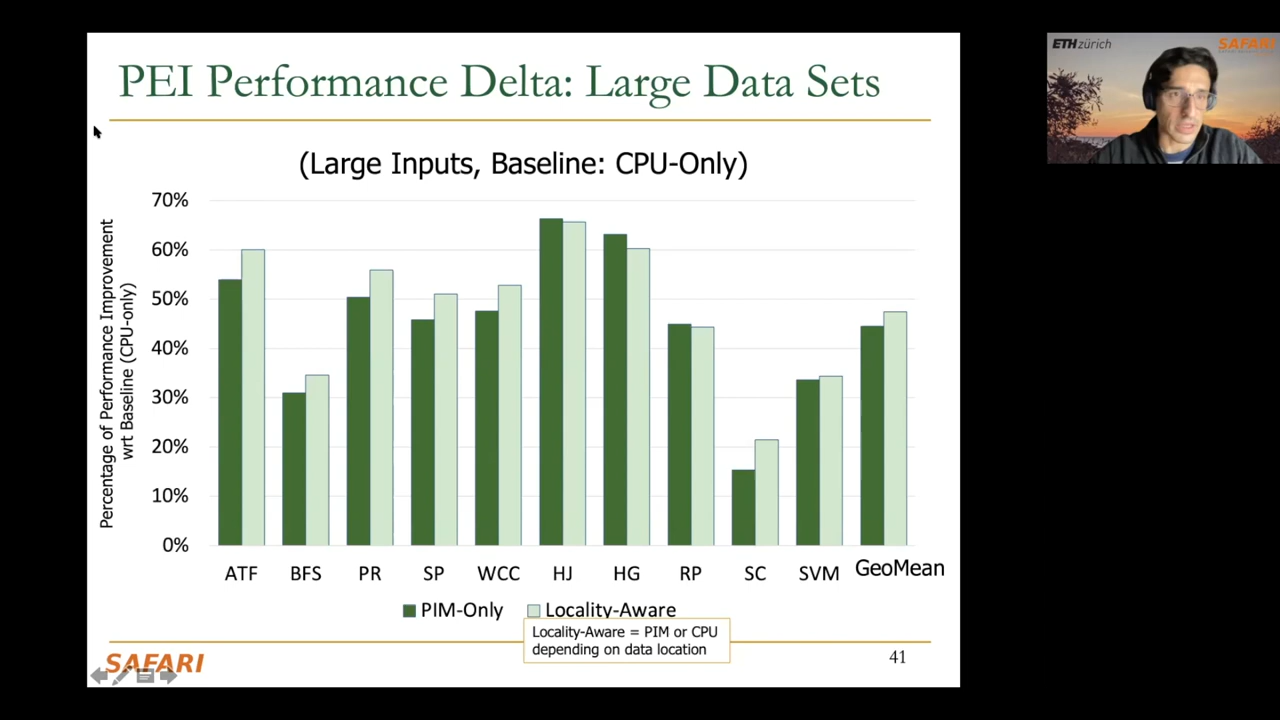 PEI Performance Delta: Large Data Sets
(Large Inputs, Baseline: CPU-Only)
Percentage of Performance Improvement
wrt Baseline (CPU-only)
70%
60%
50%
40%
30%
20%
10%
0%
ATF BFS PR SP WCC HJ HG RP SC SVM GeoMean
PIM-Only Locality-Aware
Locality-Aware = PIM or CPU
depending on data location
SAFARI
41
ETH zürich
SAFARI